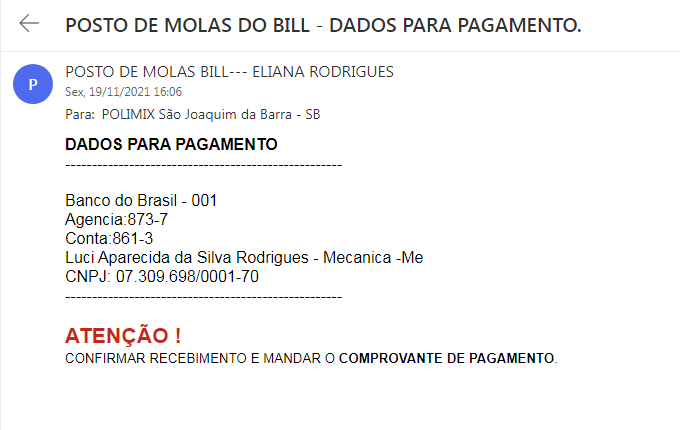 POSTO DE MOLAS DO BILL - DADOS PARA PAGAMENTO.
POSTO DE MOLAS BILL--- ELIANA RODRIGUES
P
Sex, 19/11/2021 16:06
Para: POLIMIX São Joaquim da Barra - SB
DADOS PARA PAGAMENTO
----------------------------------------------------
Banco do Brasil - 001
Agencia:873-7
Conta:861-3
Luci Aparecida da Silva Rodrigues - Mecanica -Me
CNPJ: 07.309.698/0001-70
----------------------------------------------------
ATENÇÃO !
CONFIRMAR RECEBIMENTO E MANDAR O COMPROVANTE DE PAGAMENTO.